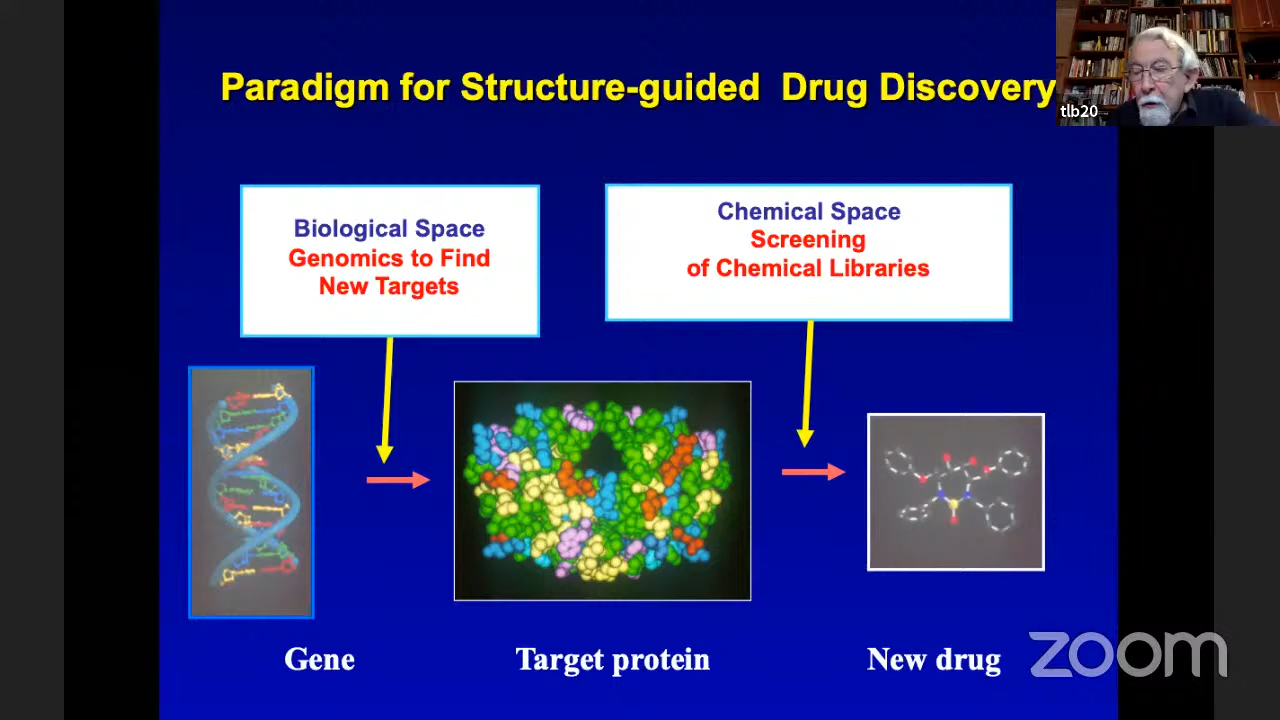 Paradigm for Structure-guided Drug Discovery
tlb20
Biological Space
Genomics to Find
New Targets
Chemical Space
Screening
of Chemical Libraries
Gene
Target protein
New drug
zoom